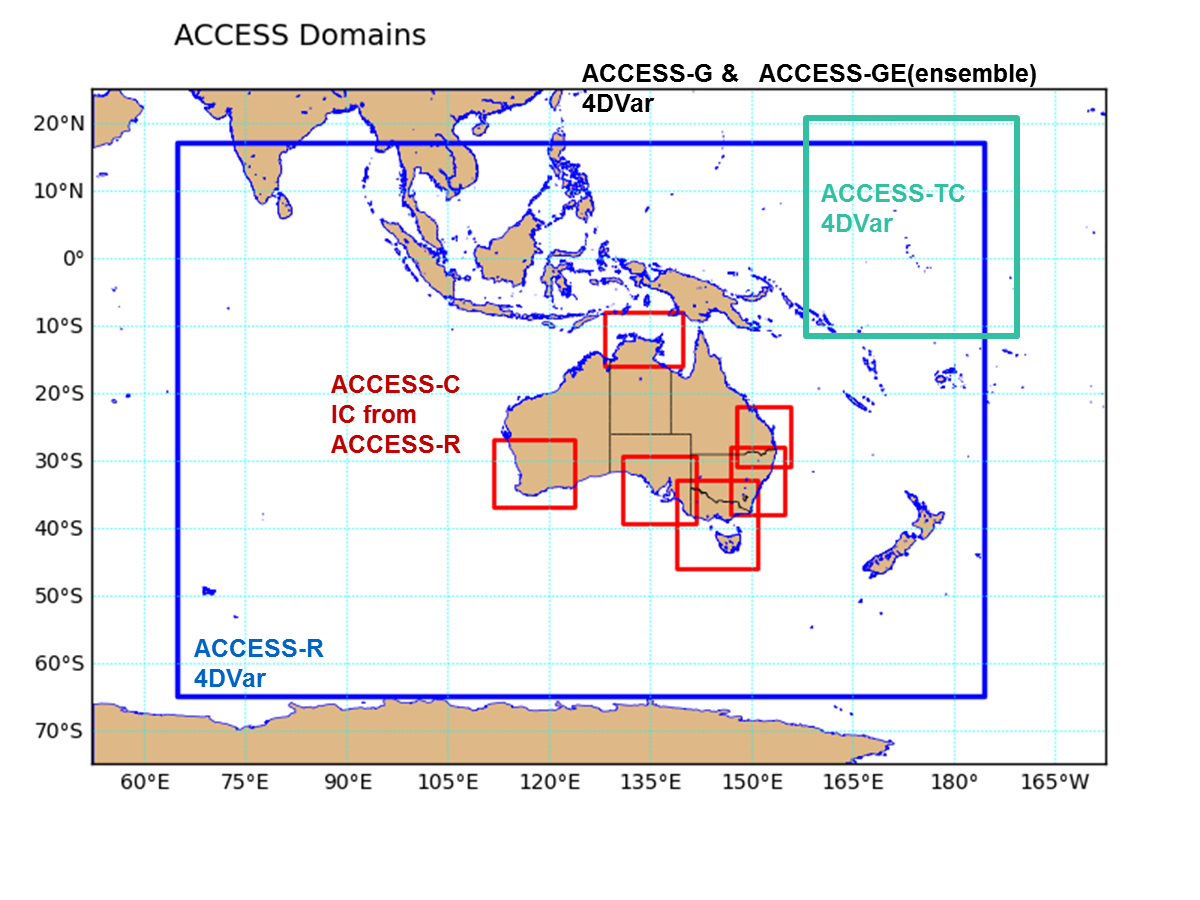 ACCESS Domains
ACCESS-G &   ACCESS-GE(ensemble)
4DVar
20°N
10°N
0°
10°S
20°S
30°S
40°S
50°S
60°S
70°S
ACCESS-TC
4DVar
ACCESS-C
IC from
ACCESS-R
ACCESS-R
4DVar
60°E 75°E 90°E 105°E 120°E 135°E 150°E 165°E 180° 165°W